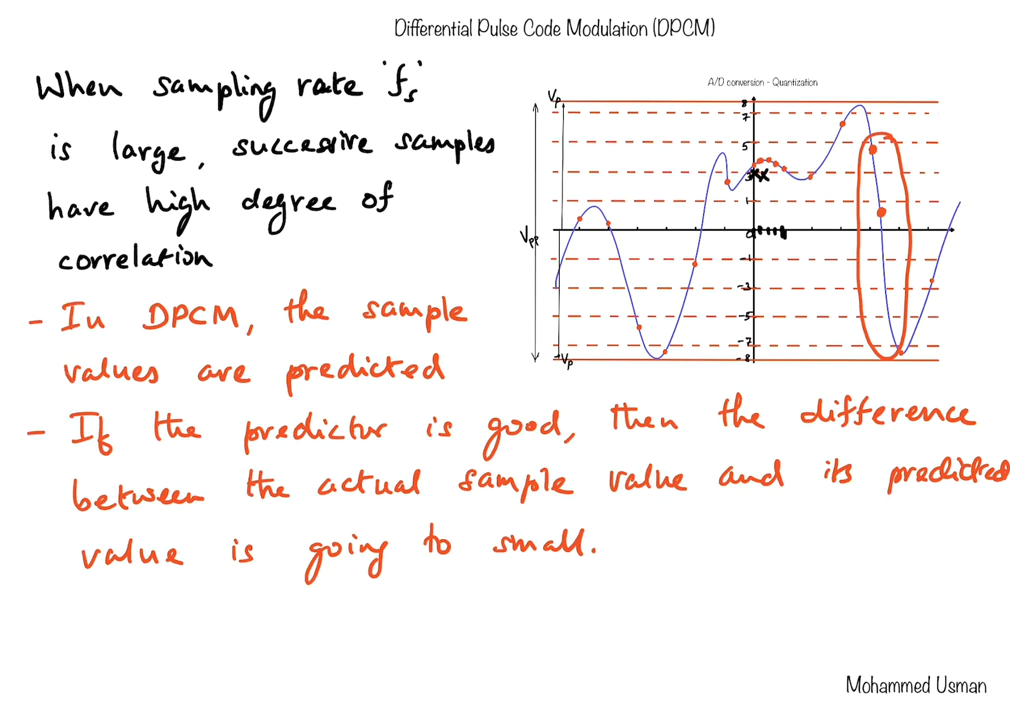 Differential Pulse Code Modulation (DPCM)
When sampling rate 'fs'
is large, successive samples
have high degree of
correlation
- In DPCM, the sample
values are predicted
- If the predictor is good, then the difference
between the actual sample value and its predicted
value is going to small.
A/D conversion - Quantization
Vp
8
7
5
3
1
0
-1
-3
-5
-7
-8
Vpp
-Vp
Mohammed Usman